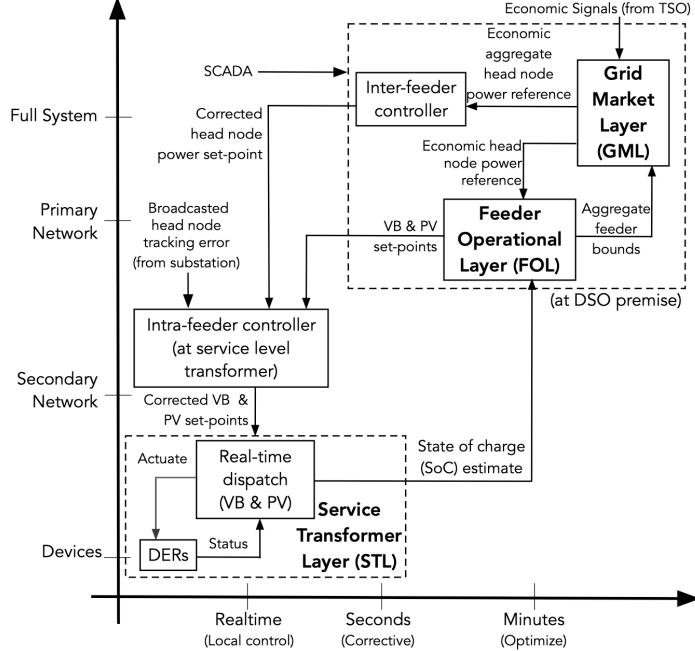 Economic Signals (from TSO)
Economic
aggregate
head node
power reference
Grid
Market
Layer
(GML)
SCADA
Inter-feeder
controller
Full System
Corrected
head node
power set-point
Economic head
node power
reference
Primary
Network
Broadcasted
head node
tracking error
(from substation)
VB & PV
set-points
Feeder
Operational
Layer (FOL)
Aggregate
feeder
bounds
(at DSO premise)
Intra-feeder controller
(at service level
transformer)
Secondary
Network
Corrected VB &
PV set-points
State of charge
(SoC) estimate
Actuate
Real-time
dispatch
(VB & PV)
Service
Transformer
Layer (STL)
Devices
DERs
Status
Realtime
(Local control)
Seconds
(Corrective)
Minutes
(Optimize)